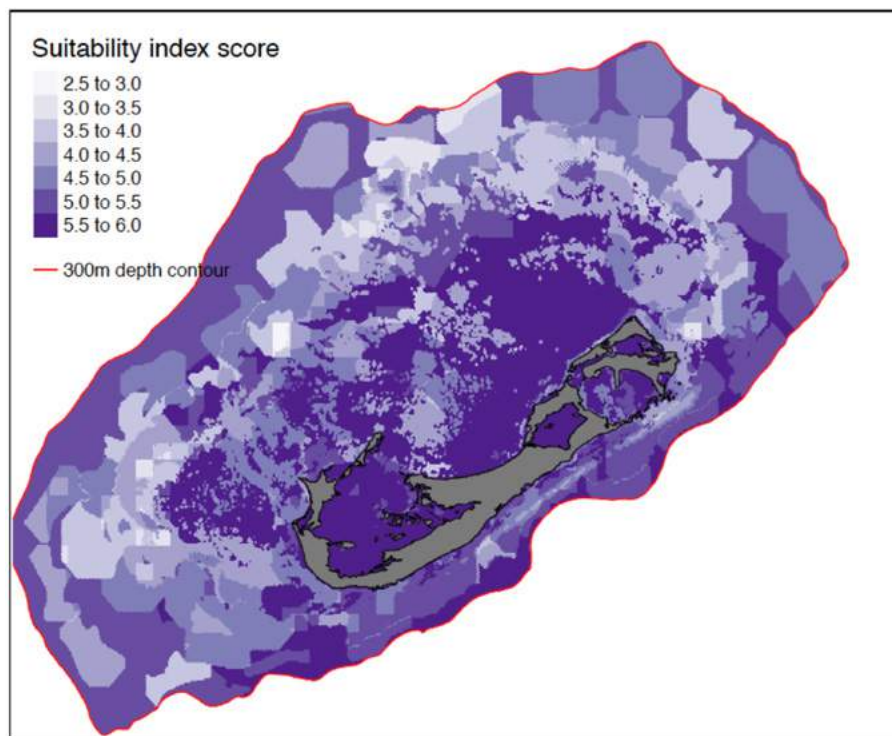 Suitability index score
2.5 to 3.0
3.0 to 3.5
3.5 to 4.0
4.0 to 4.5
4.5 to 5.0
5.0 to 5.5
5.5 to 6.0
300m depth contour